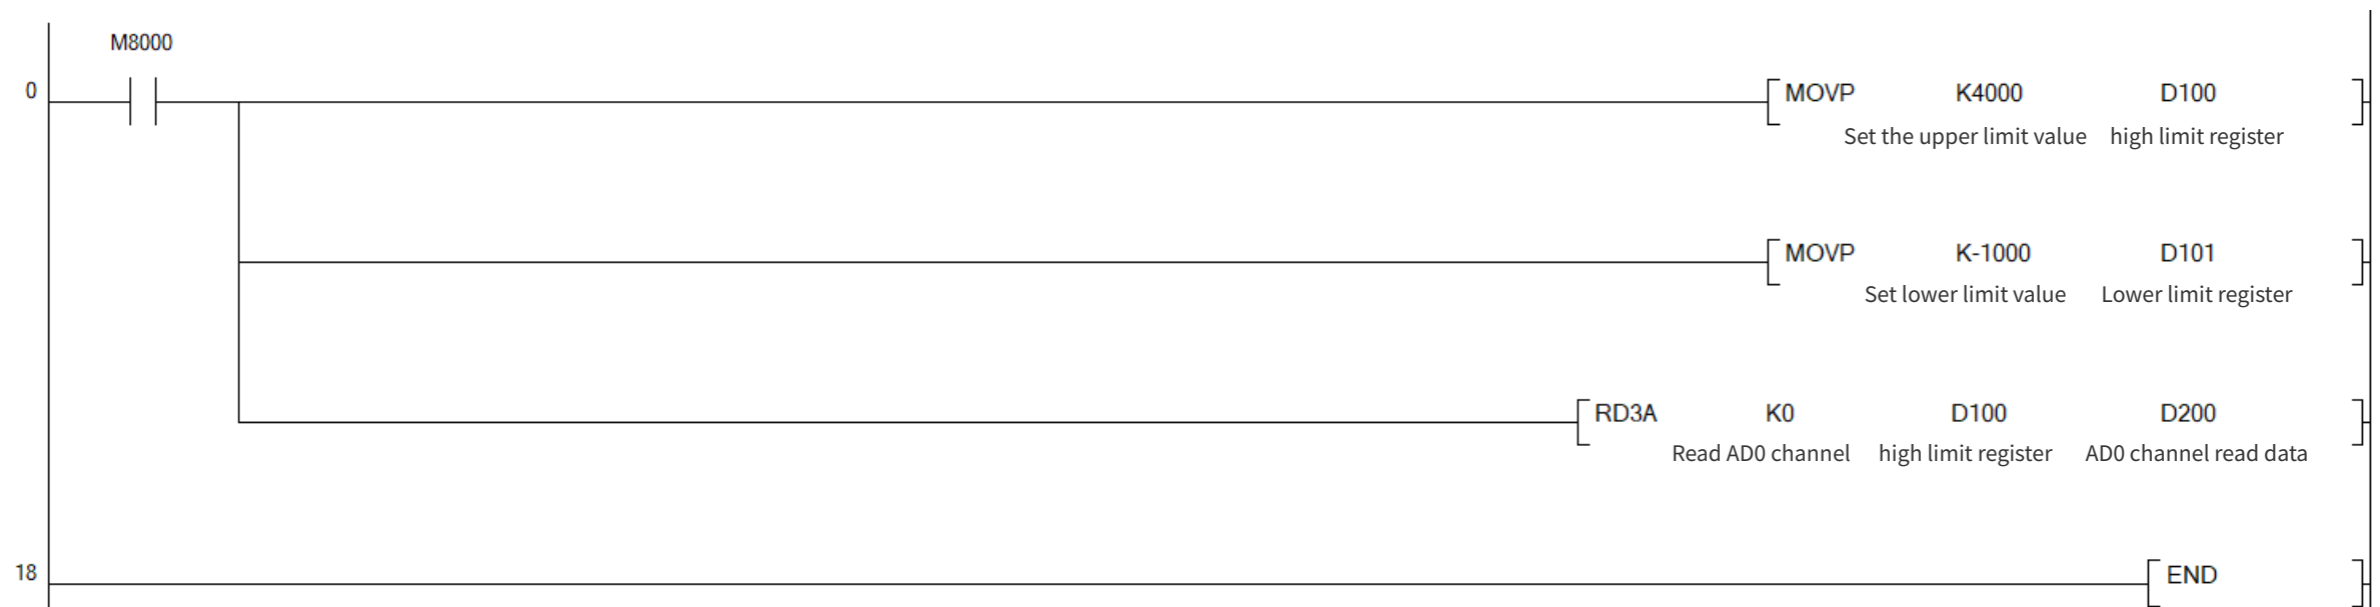 M8000
0 MOVP K4000 D100
Set the upper limit value high limit register
MOVP K-1000 D101
Set lower limit value Lower limit register
RD3A K0 D100 D200
Read AD0 channel high limit register AD0 channel read data
18 END